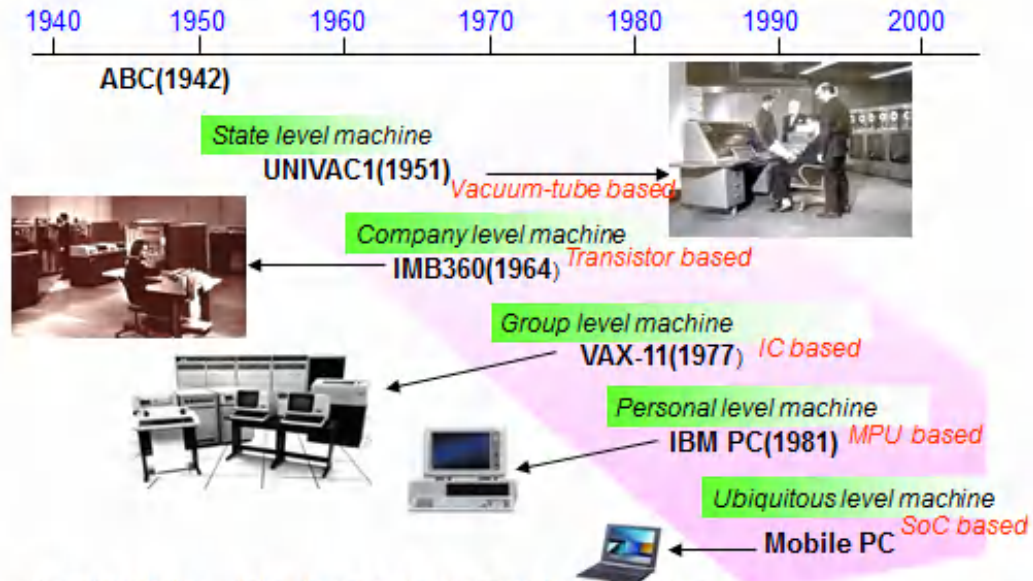 1940 1950 1960 1970 1980 1990 2000
ABC(1942)
State level machine
UNIVAC1(1951)
Vacuum-tube based
Company level machine
IMB360(1964)
Transistor based
Group level machine
VAX-11(1977)
IC based
Personal level machine
IBM PC(1981)
MPU based
Ubiquitous level machine
SoC based
Mobile PC